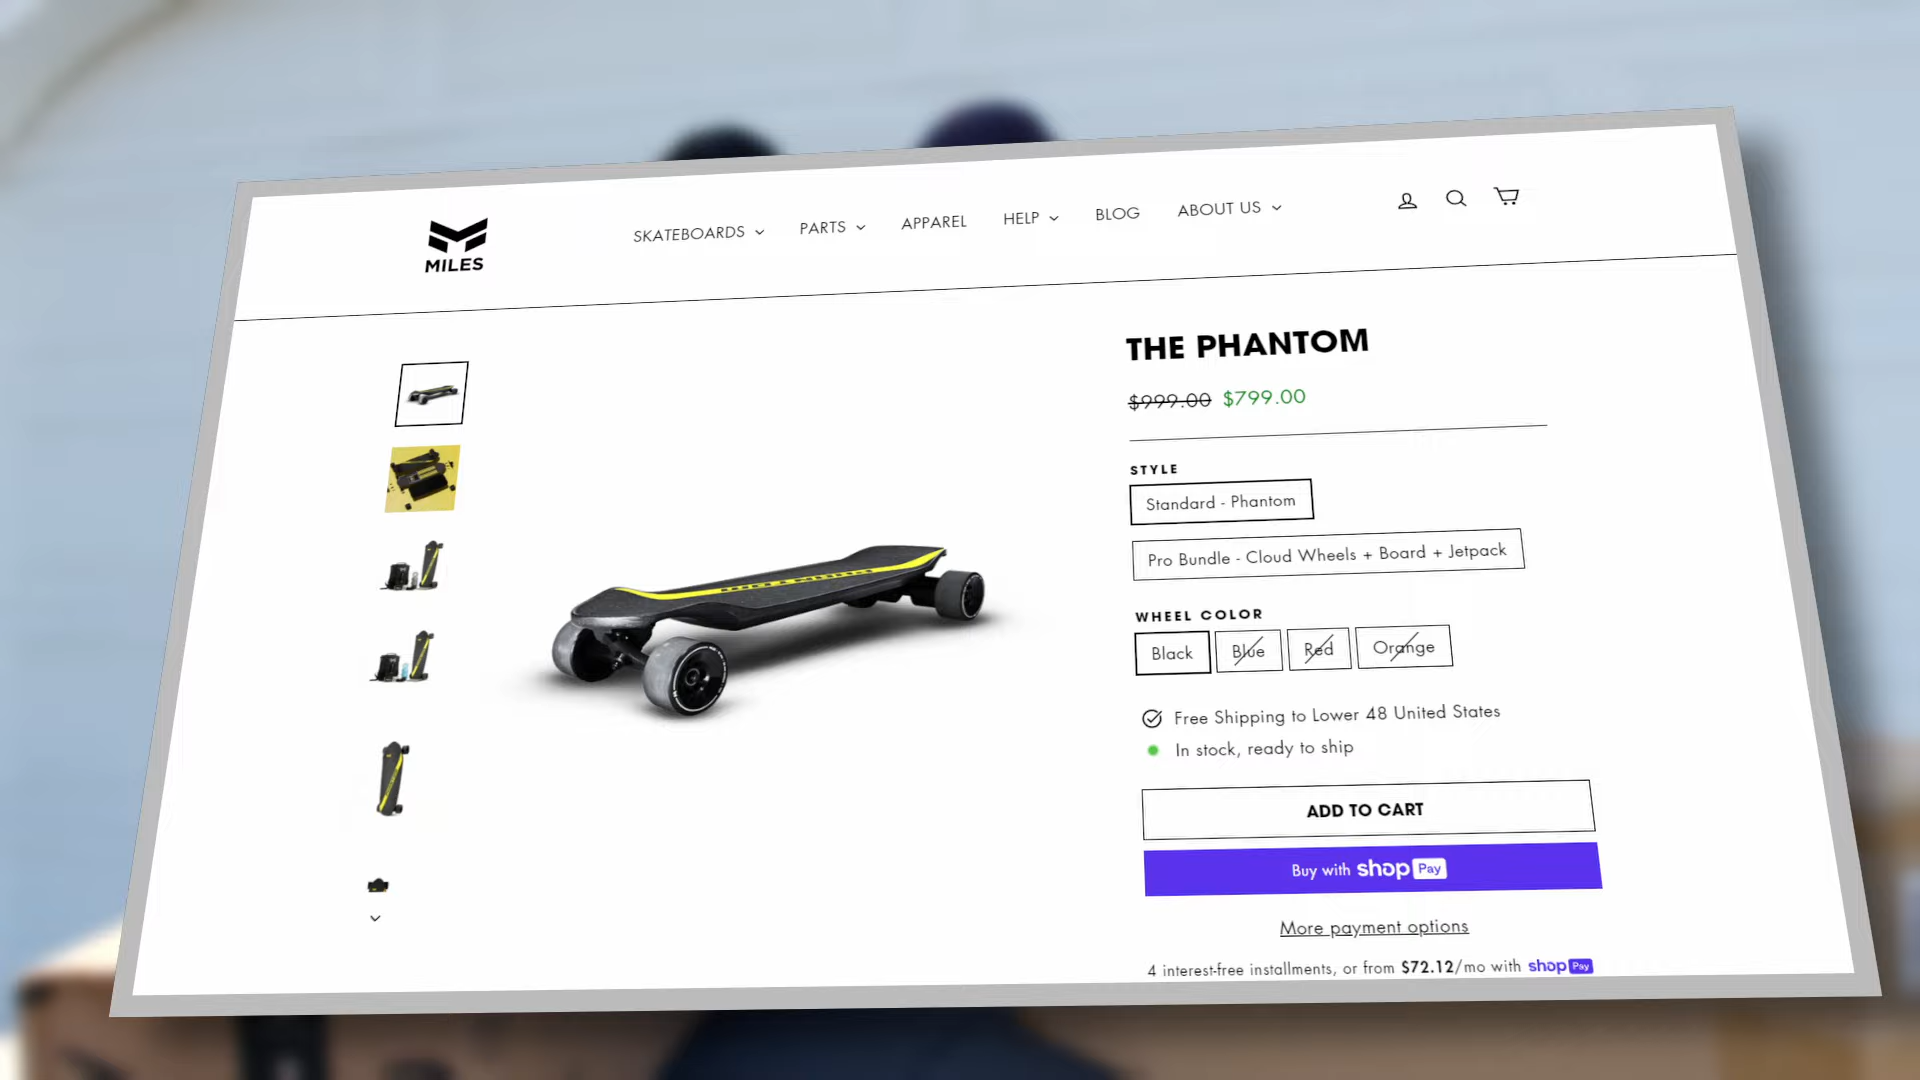 MILES
SKATEBOARDS PARTS APPAREL HELP BLOG ABOUT US
THE PHANTOM
$999.00 $799.00
STYLE
Standard - Phantom
Pro Bundle - Cloud Wheels + Board + Jetpack
WHEEL COLOR
Black Blue Red Orange
Free Shipping to Lower 48 United States
In stock, ready to ship
ADD TO CART
Buy with shop Pay
More payment options
4 interest-free installments, or from $72.12/mo with shop Pay